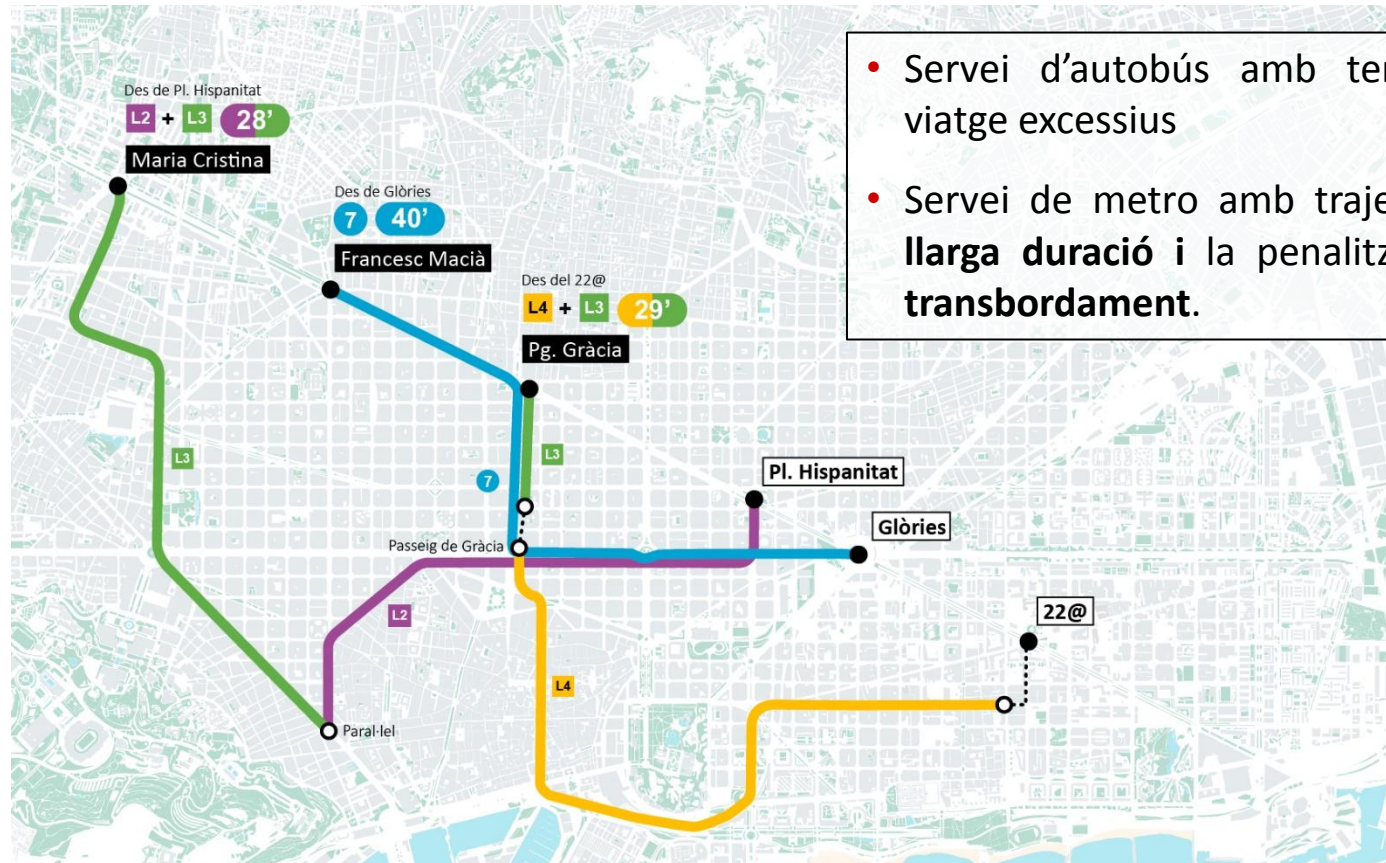 Des de Pl. Hispanitat
L2 + L3 28’
Maria Cristina
Des de Glòries
7 40’
Francesc Macià
Des del 22@
L4 + L3 29’
Pg. Gràcia
• Servei d’autobús amb
viatge excessius
• Servei de metro amb
llarga duració i la
transbordament.
L3
L3
7
Pl. Hispanitat
Glòries
Passeig de Gràcia
22@
L2
L4
Paral·lel